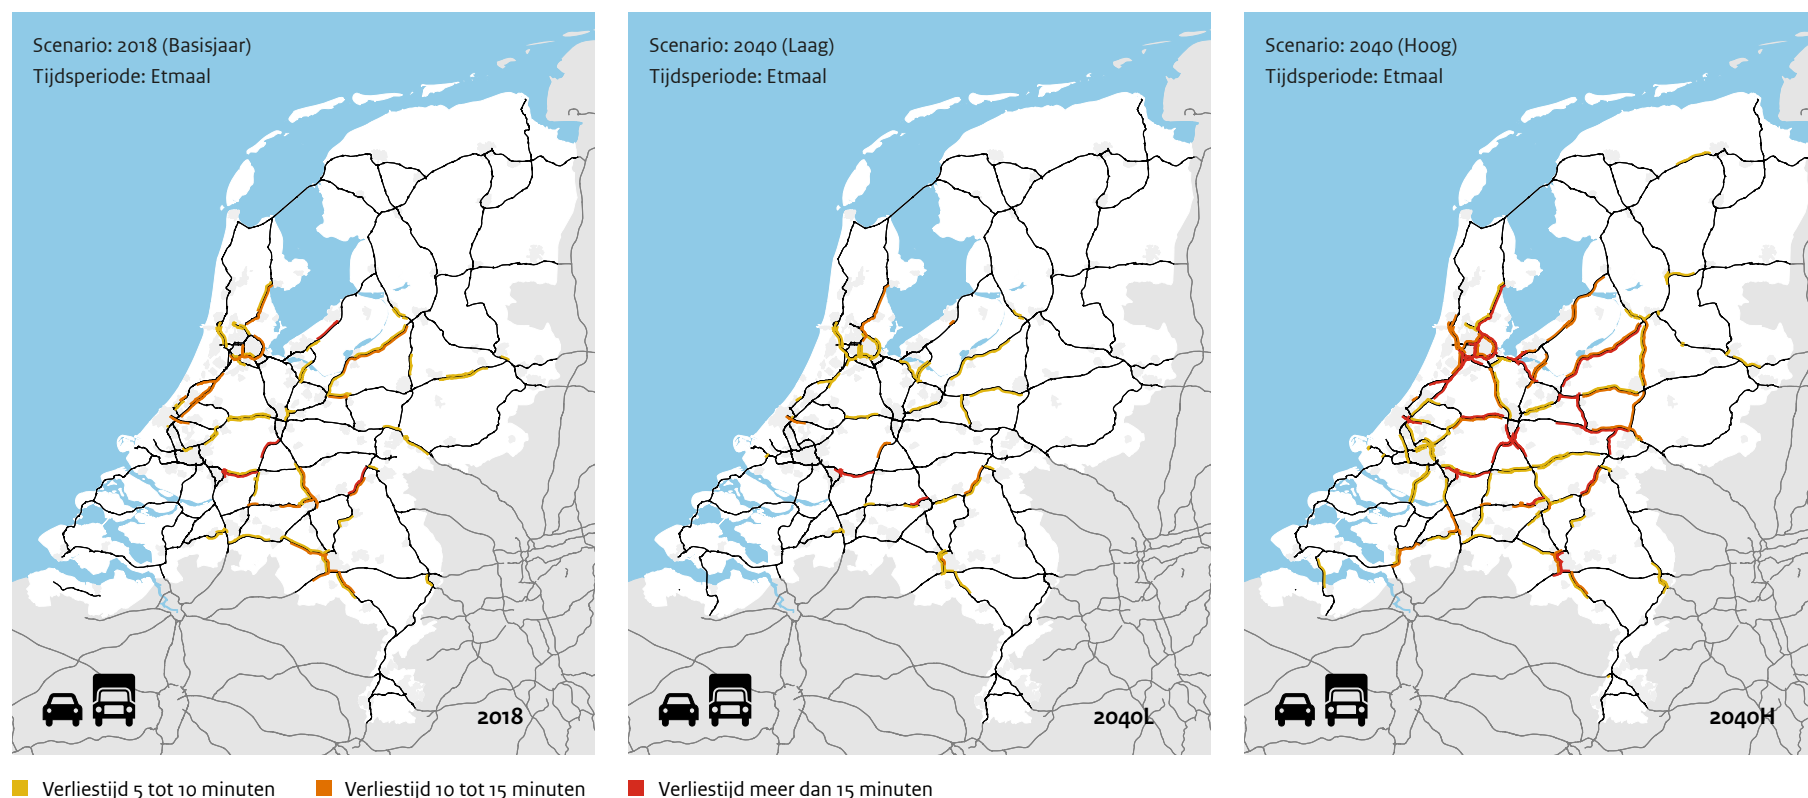 Scenario: 2018 (Basisjaar)
Tijdsperiode: Etmaal
2018
Scenario: 2040 (Laag)
Tijdsperiode: Etmaal
2040L
Scenario: 2040 (Hoog)
Tijdsperiode: Etmaal
2040H
Verliestijd 5 tot 10 minuten
Verliestijd 10 tot 15 minuten
Verliestijd meer dan 15 minuten